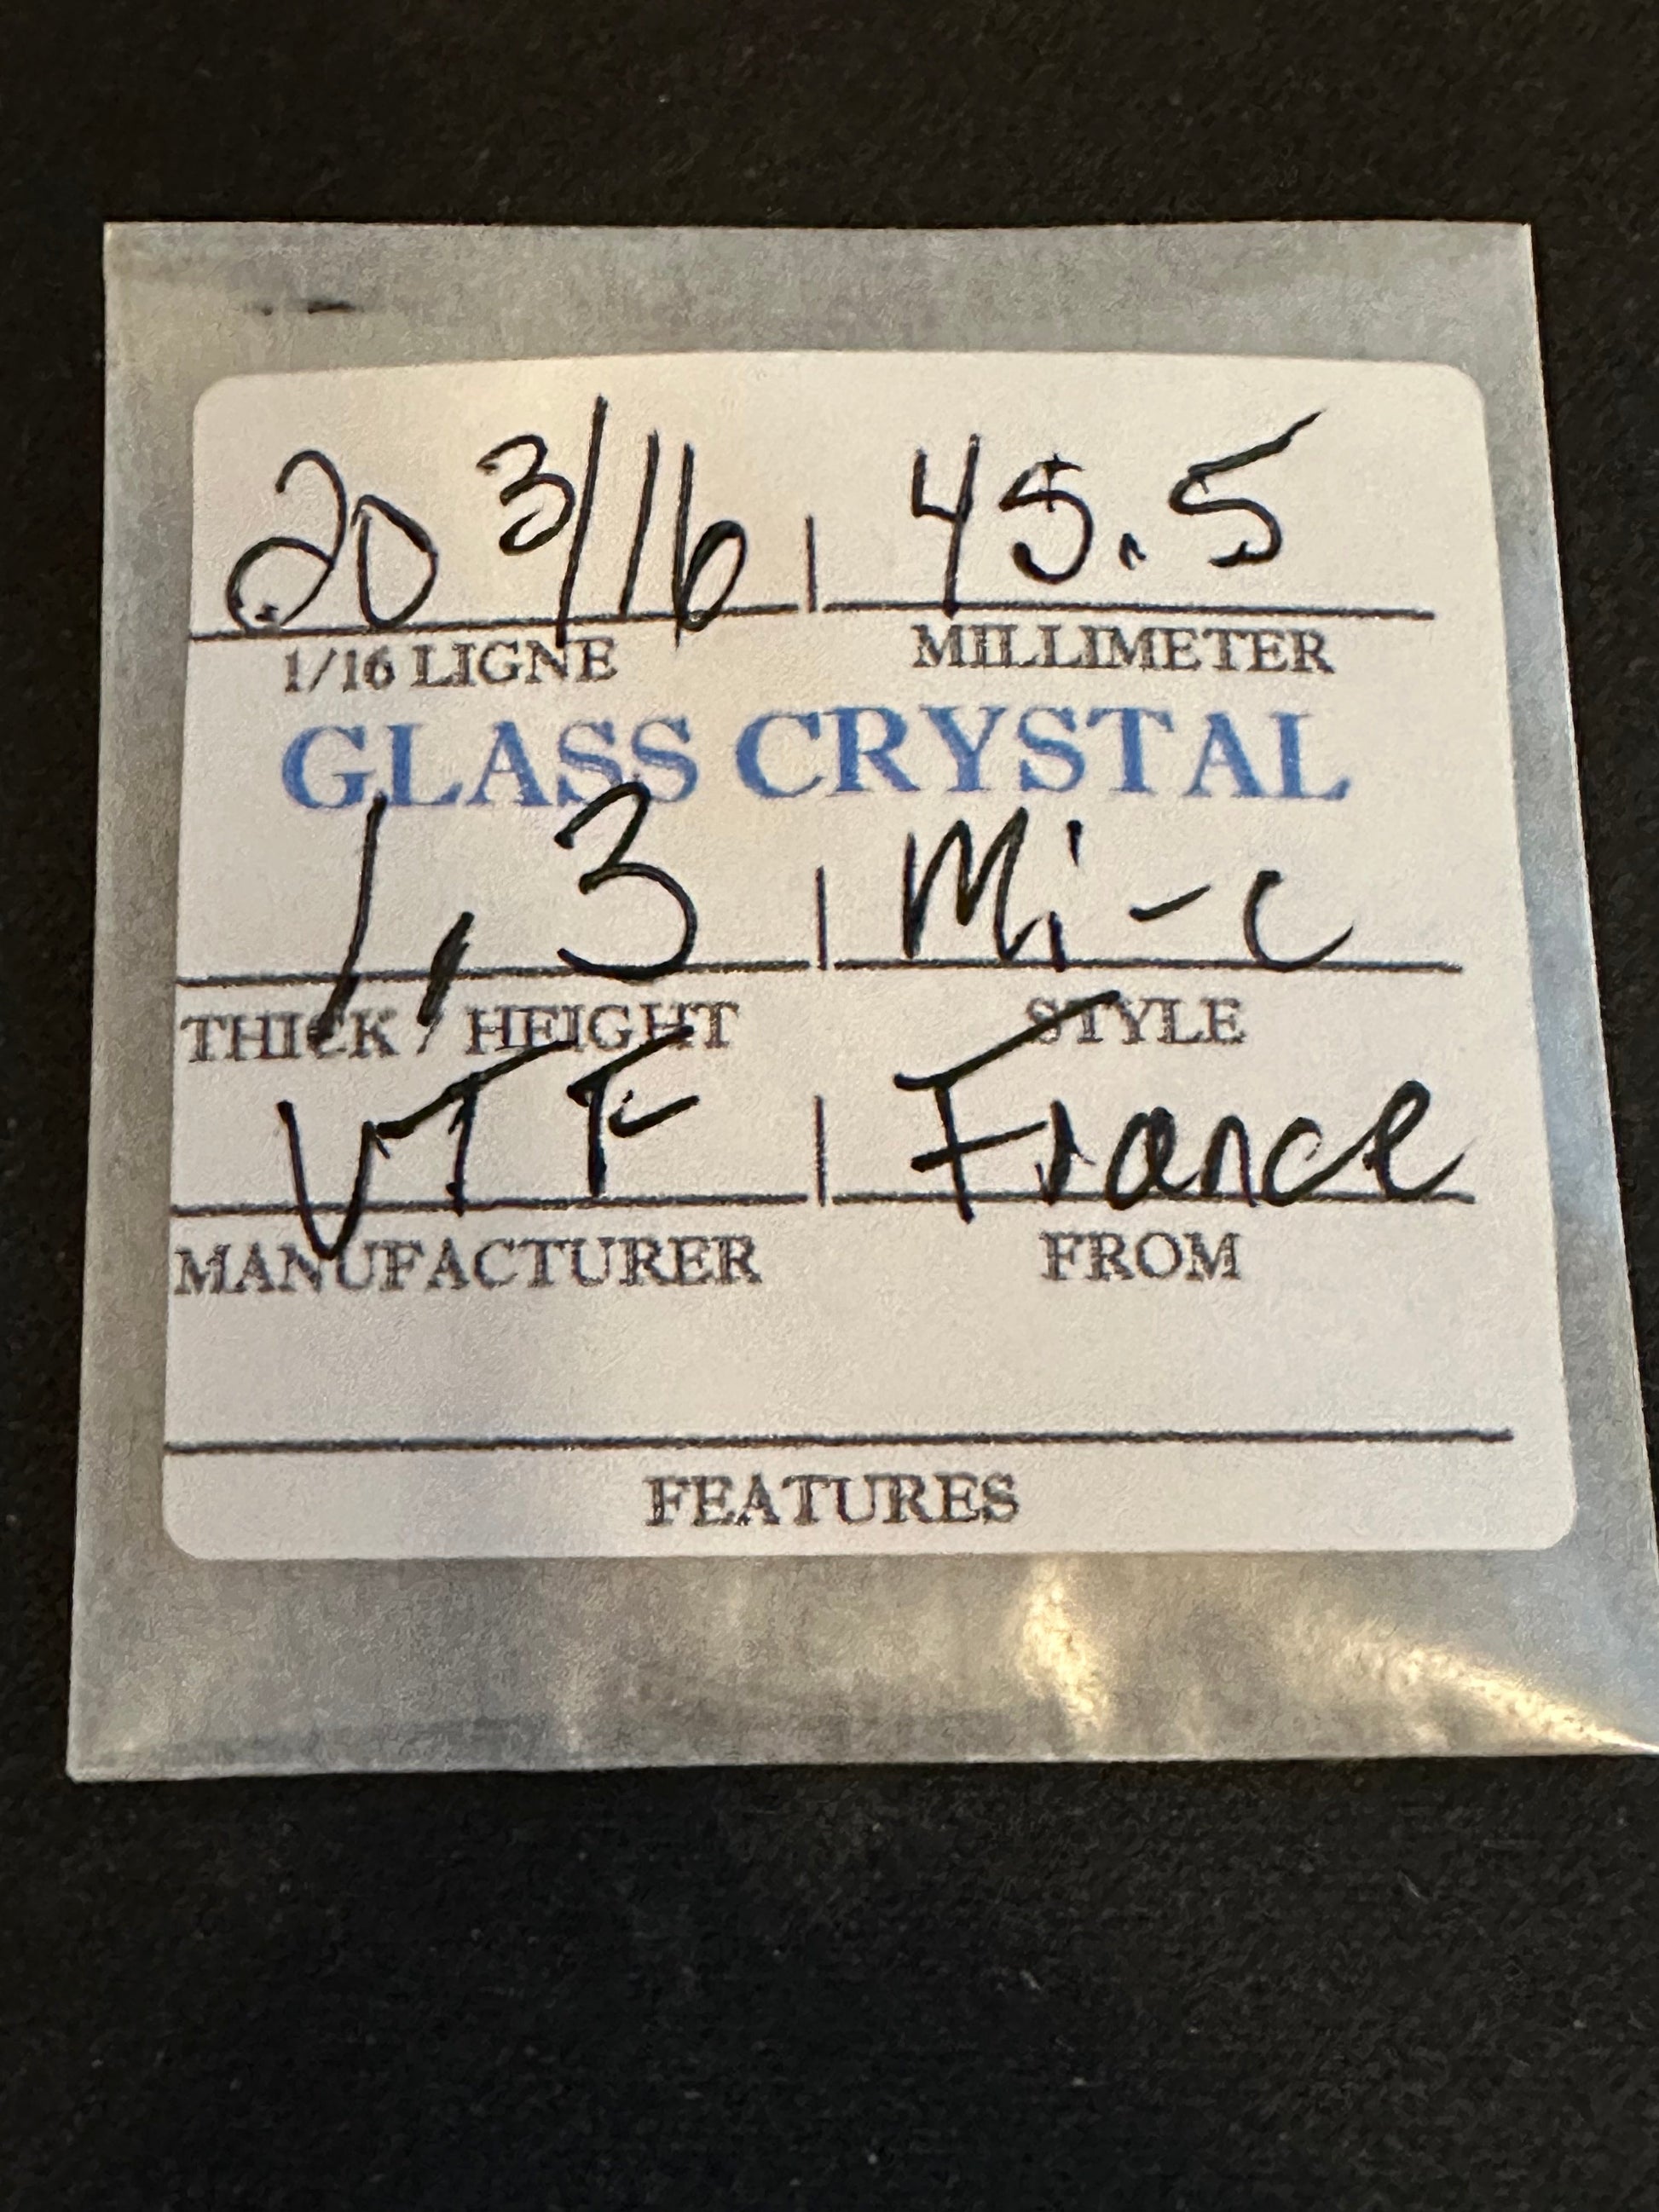 20 3/16 | 45.5
1/16 LIGNE MILLIMETER
GLASS CRYSTAL
1.3 | Mi-c
THICK / HEIGHT STYLE
VTF | France
MANUFACTURER FROM
FEATURES